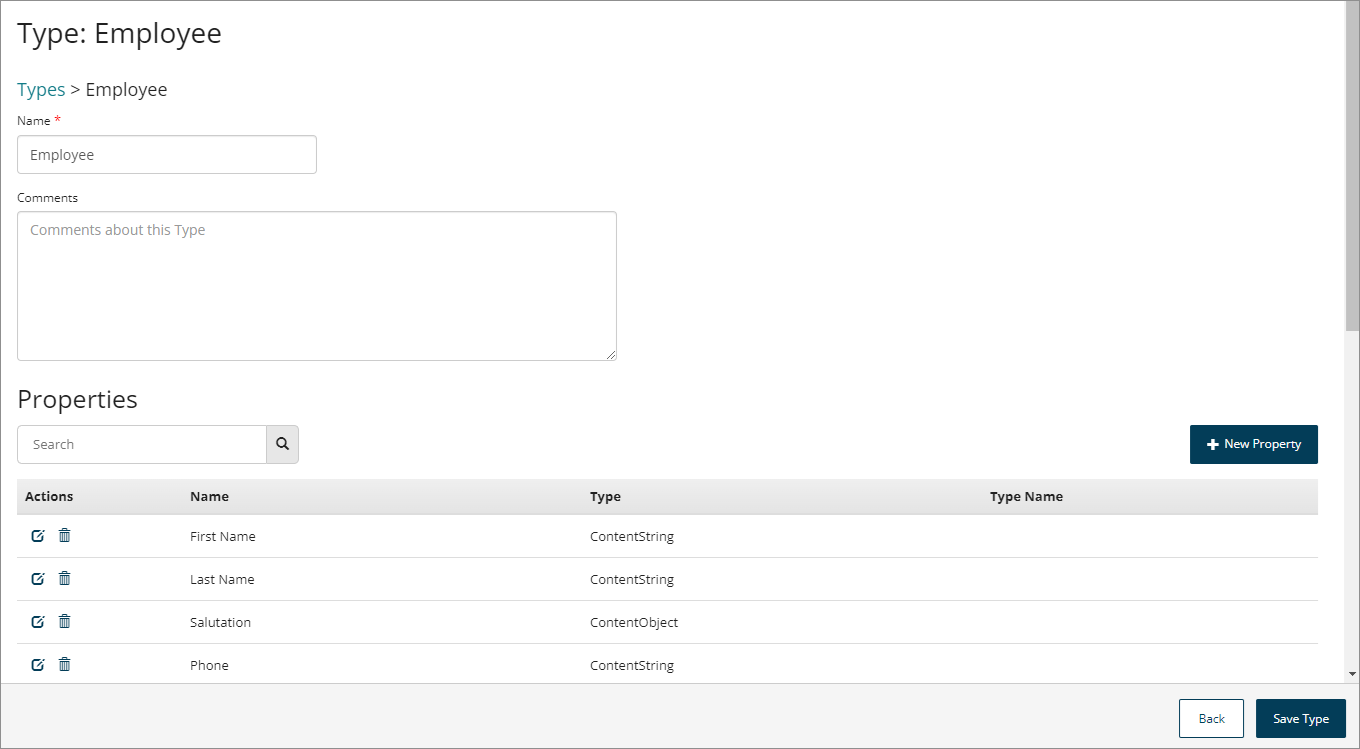 Type: Employee
Types > Employee
Name *
Employee
Comments
Comments about this Type
Properties
Search
New Property
Actions Name Type Type Name
First Name ContentString
Last Name ContentString
Salutation ContentObject
Phone ContentString
Back Save Type